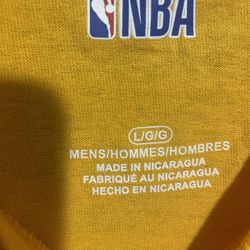 NBA
L/G/G
MENS/HOMMES/HOMBRES
MADE IN NICARAGUA
FABRIQUÉ AU NICARAGUA
HECHO EN NICARAGUA